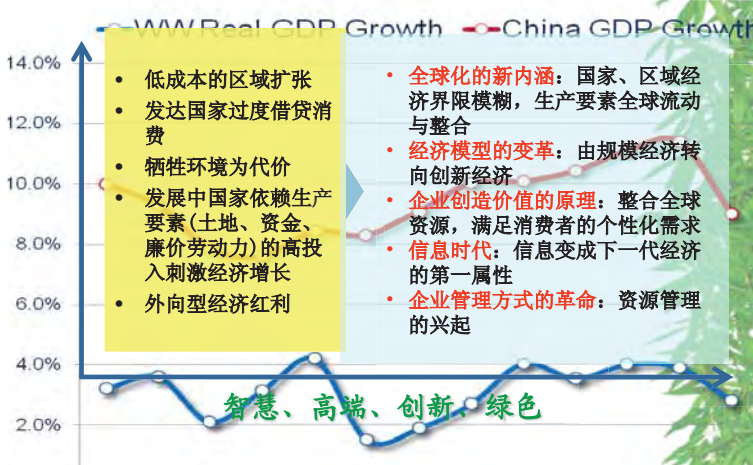 WW Real GDP Growth
China GDP Growth
14.0%
12.0%
10.0%
8.0%
6.0%
4.0%
2.0%
• 低成本的区域扩张
• 发达国家过度借贷消
费
• 牺牲环境为代价
• 发展中国家依赖生产
要素(土地、资金、
廉价劳动力)的高投
入刺激经济增长
• 外向型经济红利
• 全球化的新内涵：国家、区域经
济界限模糊，生产要素全球流动
与整合
• 经济模型的变革：由规模经济转
向创新经济
• 企业创造价值的原理：整合全球
资源，满足消费者的个性化需求
• 信息时代：信息变成下一代经济
的第一属性
• 企业管理方式的革命：资源管理
的兴起
智慧、高端、创新、绿色